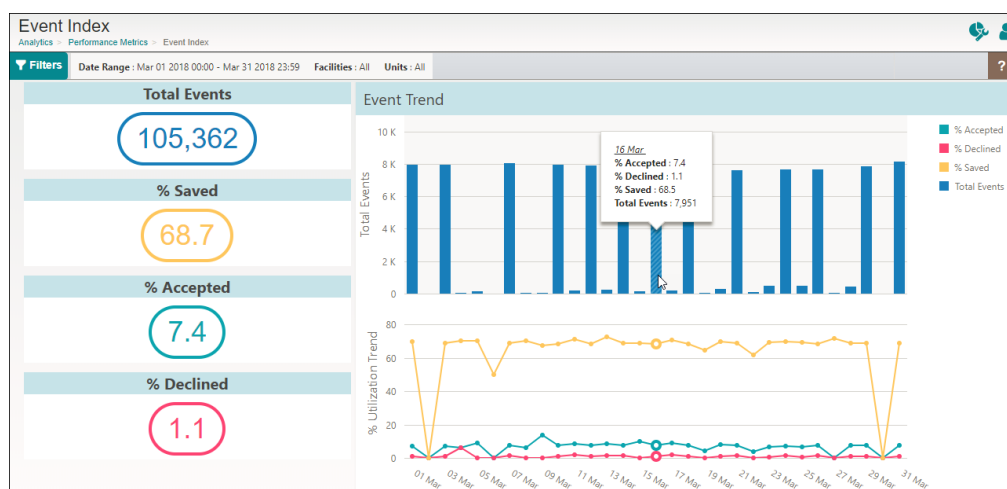 Event Index
Analytics > Performance Metrics > Event Index
Filters Date Range : Mar 01 2018 00:00 - Mar 31 2018 23:59 Facilities : All Units : All ?
Total Events
105,362
% Saved
68.7
% Accepted
7.4
% Declined
1.1
Event Trend
Total Events
10 K
8 K
6 K
4 K
2 K
0
16 Mar
% Accepted : 7.4
% Declined : 1.1
% Saved : 68.5
Total Events : 7,951
% Accepted
% Declined
% Saved
Total Events
% Utilization Trend
80
60
40
20
0
01 Mar 03 Mar 05 Mar 07 Mar 09 Mar 11 Mar 13 Mar 15 Mar 17 Mar 19 Mar 21 Mar 23 Mar 25 Mar 27 Mar 29 Mar 31 Mar